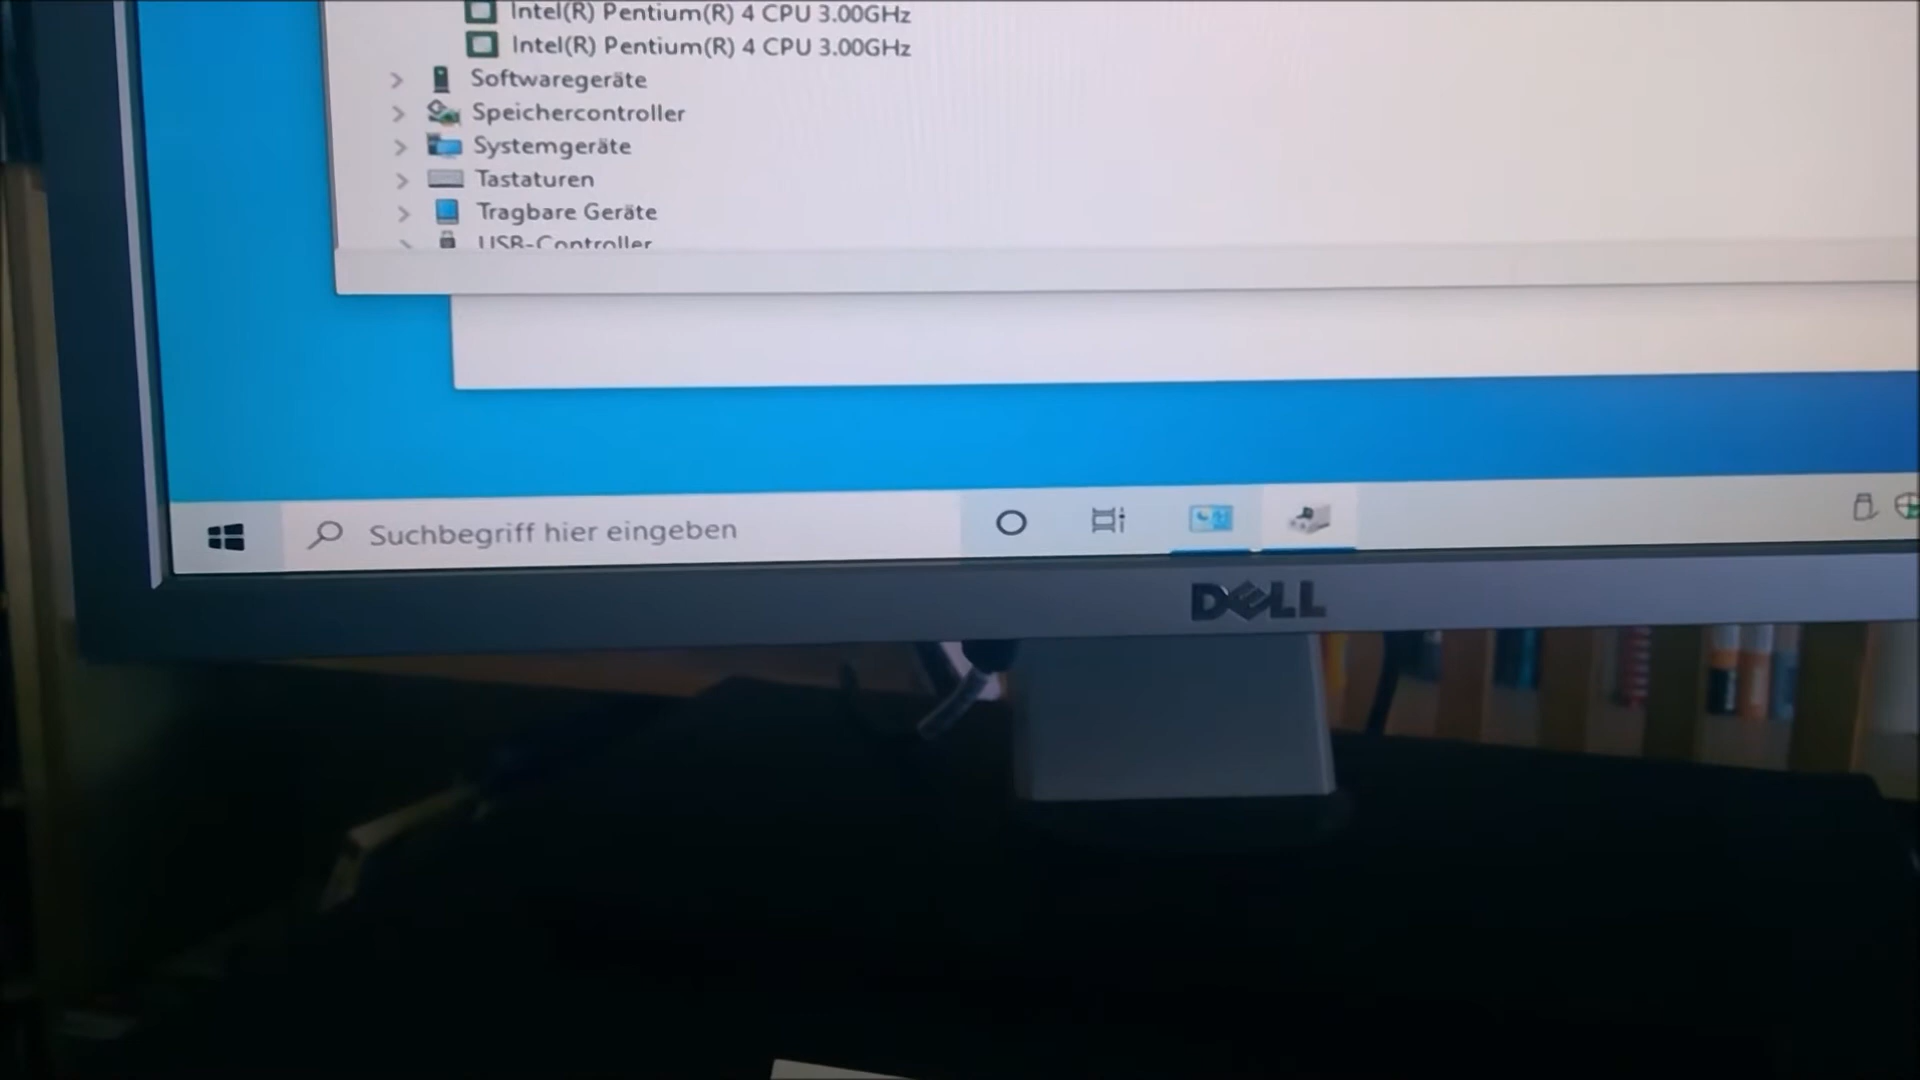 Intel(R) Pentium(R) 4 CPU 3.00GHz
Intel(R) Pentium(R) 4 CPU 3.00GHz
Softwaregeräte
Speichercontroller
Systemgeräte
Tastaturen
Tragbare Geräte
USB-Controller
Suchbegriff hier eingeben
DELL